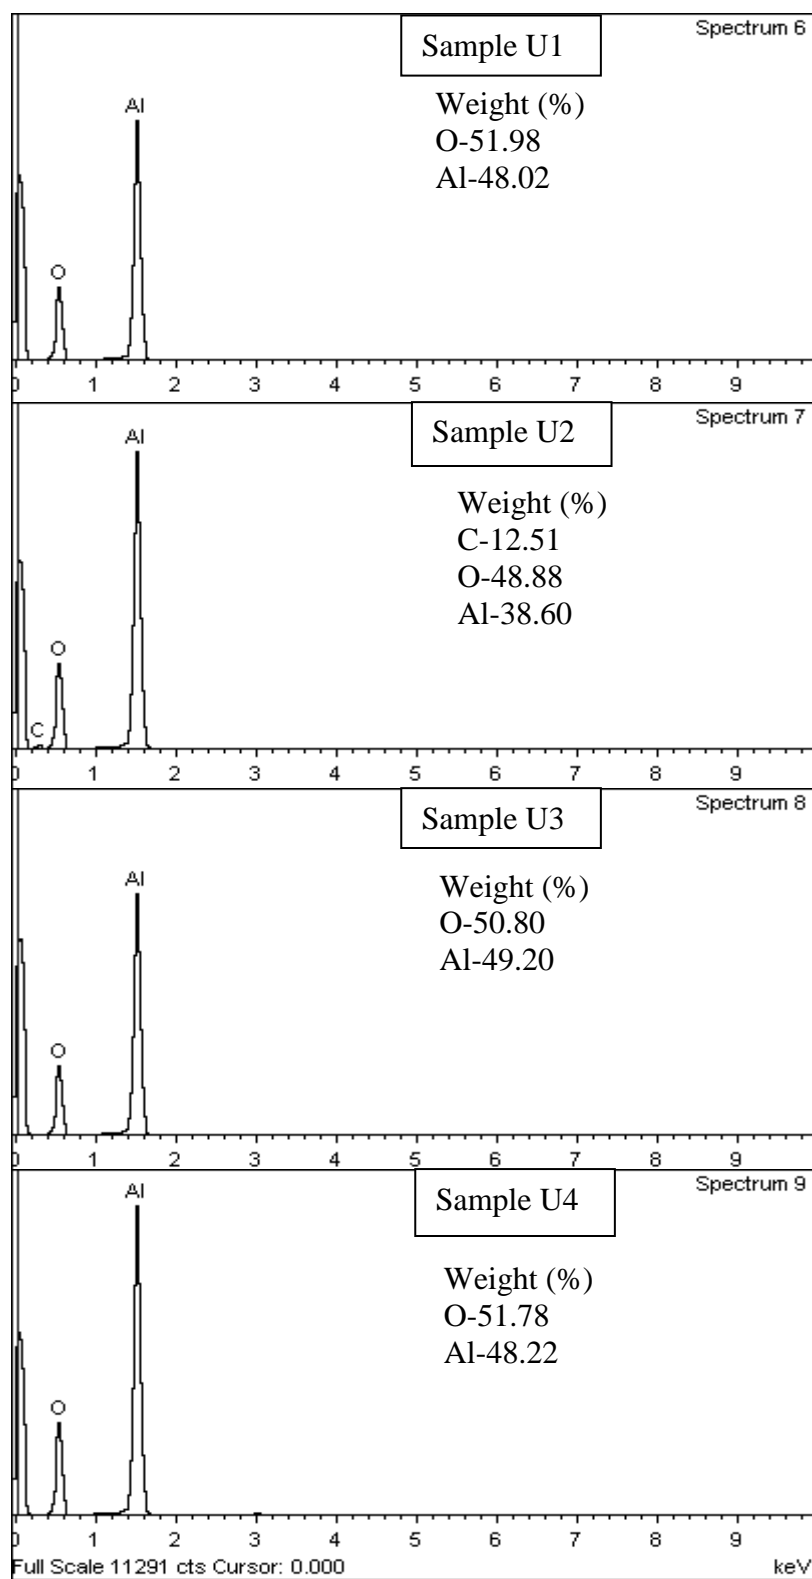 Spectrum 6
Sample U1
Weight (%)
O-51.98
Al-48.02
Al
O
0 1 2 3 4 5 6 7 8 9
Spectrum 7
Sample U2
Weight (%)
C-12.51
O-48.88
Al-38.60
Al
O
C
0 1 2 3 4 5 6 7 8 9
Spectrum 8
Sample U3
Weight (%)
O-50.80
Al-49.20
Al
O
0 1 2 3 4 5 6 7 8 9
Spectrum 9
Sample U4
Weight (%)
O-51.78
Al-48.22
Al
O
0 1 2 3 4 5 6 7 8 9
Full Scale 11291 cts Cursor: 0.000 keV